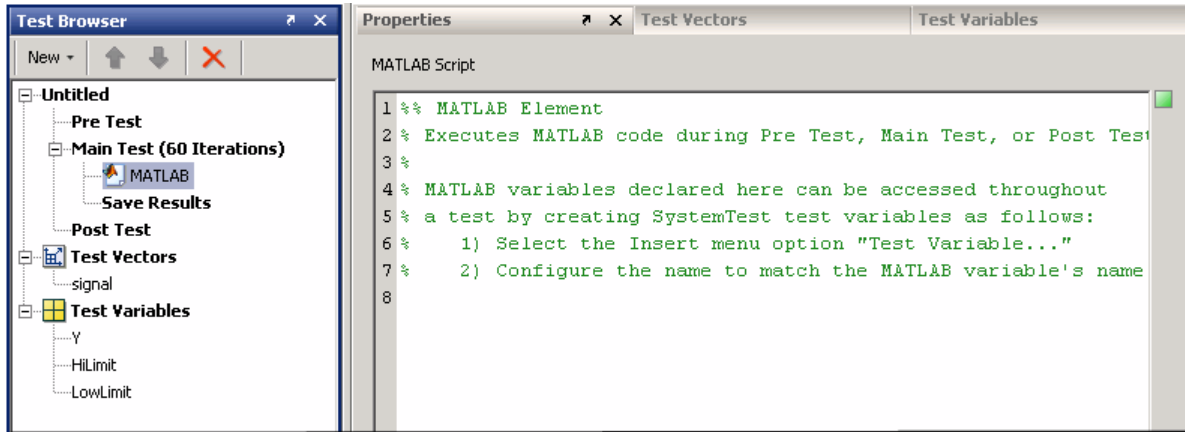 Test Browser
New
Untitled
Pre Test
Main Test (60 Iterations)
MATLAB
Save Results
Post Test
Test Vectors
signal
Test Variables
Y
HiLimit
LowLimit
Properties
Test Vectors
Test Variables
MATLAB Script
1 %% MATLAB Element
2 % Executes MATLAB code during Pre Test, Main Test, or Post Test
3 %
4 % MATLAB variables declared here can be accessed throughout
5 % a test by creating SystemTest test variables as follows:
6 % 1) Select the Insert menu option "Test Variable..."
7 % 2) Configure the name to match the MATLAB variable's name
8